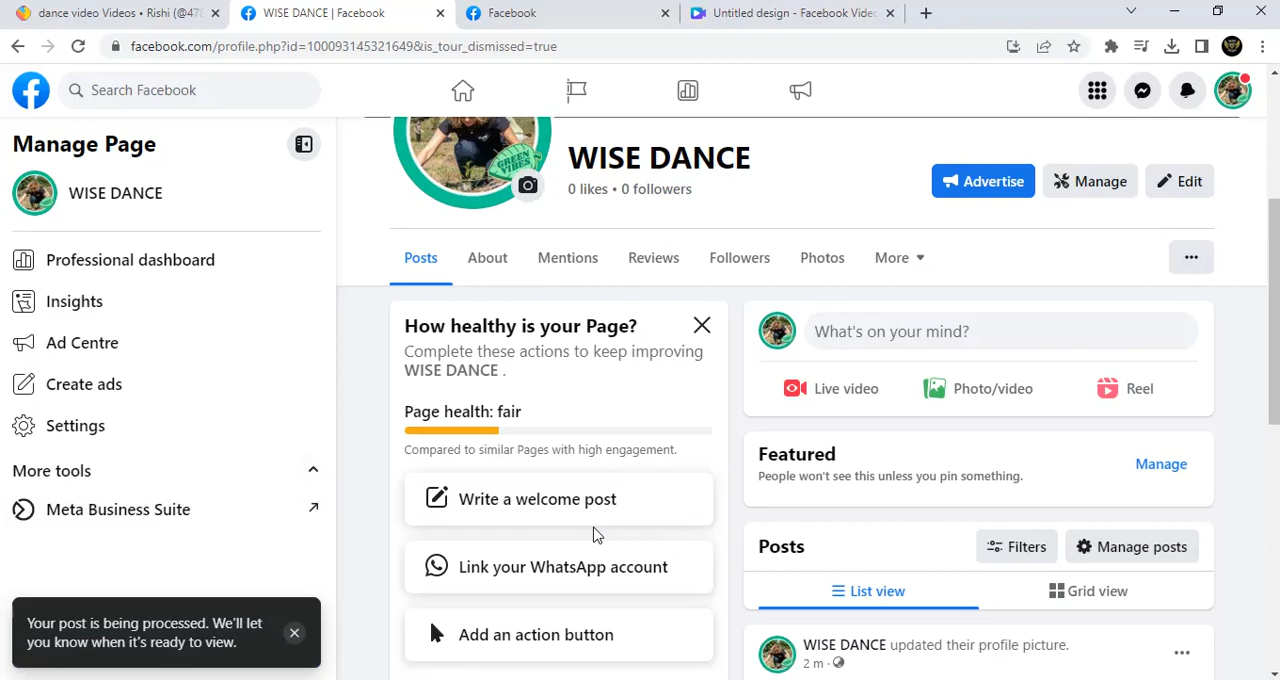 dance video Videos • Rishi (@47
WISE DANCE | Facebook
Facebook
Untitled design - Facebook Vide
facebook.com/profile.php?id=100093145321649&is_tour_dismissed=true
Search Facebook
Manage Page
WISE DANCE
Professional dashboard
Insights
Ad Centre
Create ads
Settings
More tools
Meta Business Suite
Your post is being processed. We'll let
you know when it's ready to view.
GREEN
VIBES
WISE DANCE
0 likes • 0 followers
Advertise
Manage
Edit
Posts
About
Mentions
Reviews
Followers
Photos
More
How healthy is your Page?
Complete these actions to keep improving
WISE DANCE .
Page health: fair
Compared to similar Pages with high engagement.
Write a welcome post
Link your WhatsApp account
Add an action button
What's on your mind?
Live video
Photo/video
Reel
Featured
People won't see this unless you pin something.
Manage
Posts
Filters
Manage posts
List view
Grid view
WISE DANCE updated their profile picture.
2 m ·